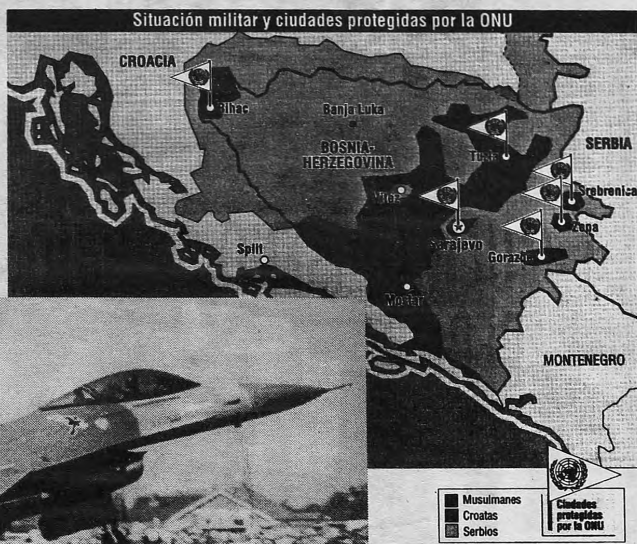 Situación militar y ciudades protegidas por la ONU
CROACIA
Bihac
Banja Luka
BOSNIA-
HERZEGOVINA
Tuzla
SERBIA
Srebrenica
Vitez
Zepa
Sarajevo
Gorazde
Split
Mostar
MONTENEGRO
Musulmanes
Croatas
Serbios
Ciudades
protegidas
por la ONU